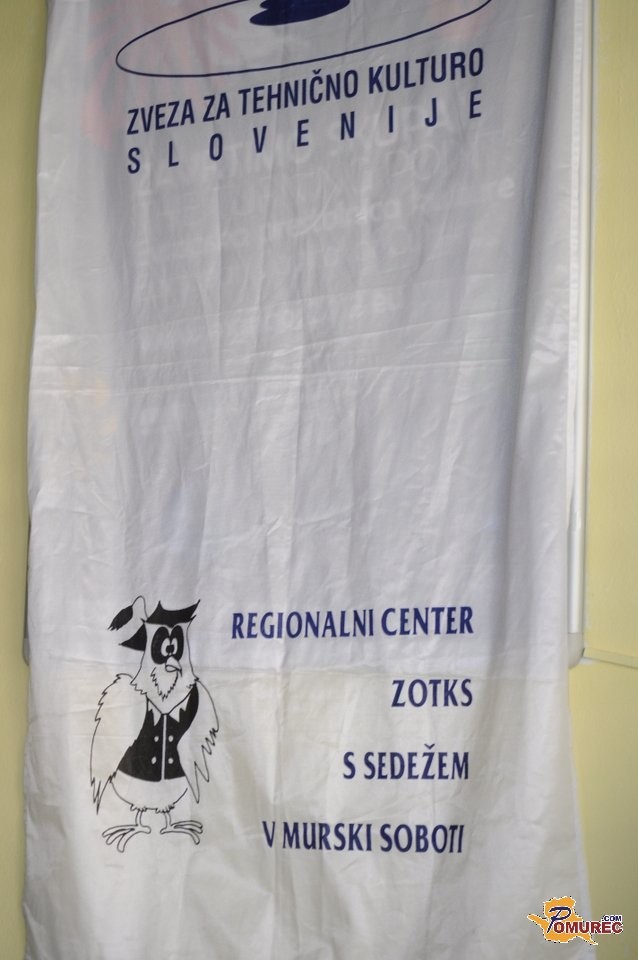 ZVEZA ZA TEHNIČNO KULTURO
SLOVENIJE
REGIONALNI CENTER
ZOTKS
S SEDEŽEM
V MURSKI SOBOTI
POMUREC.COM